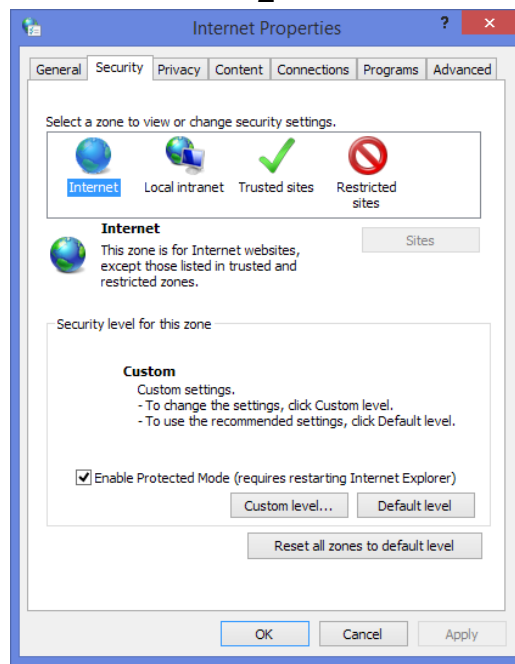 Internet Properties
?
×
General Security Privacy Content Connections Programs Advanced
Select a zone to view or change security settings.
Internet Local intranet Trusted sites Restricted
sites
Internet
Sites
This zone is for Internet websites,
except those listed in trusted and
restricted zones.
Security level for this zone
Custom
Custom settings.
- To change the settings, click Custom level.
- To use the recommended settings, click Default level.
Enable Protected Mode (requires restarting Internet Explorer)
Custom level... Default level
Reset all zones to default level
OK Cancel Apply